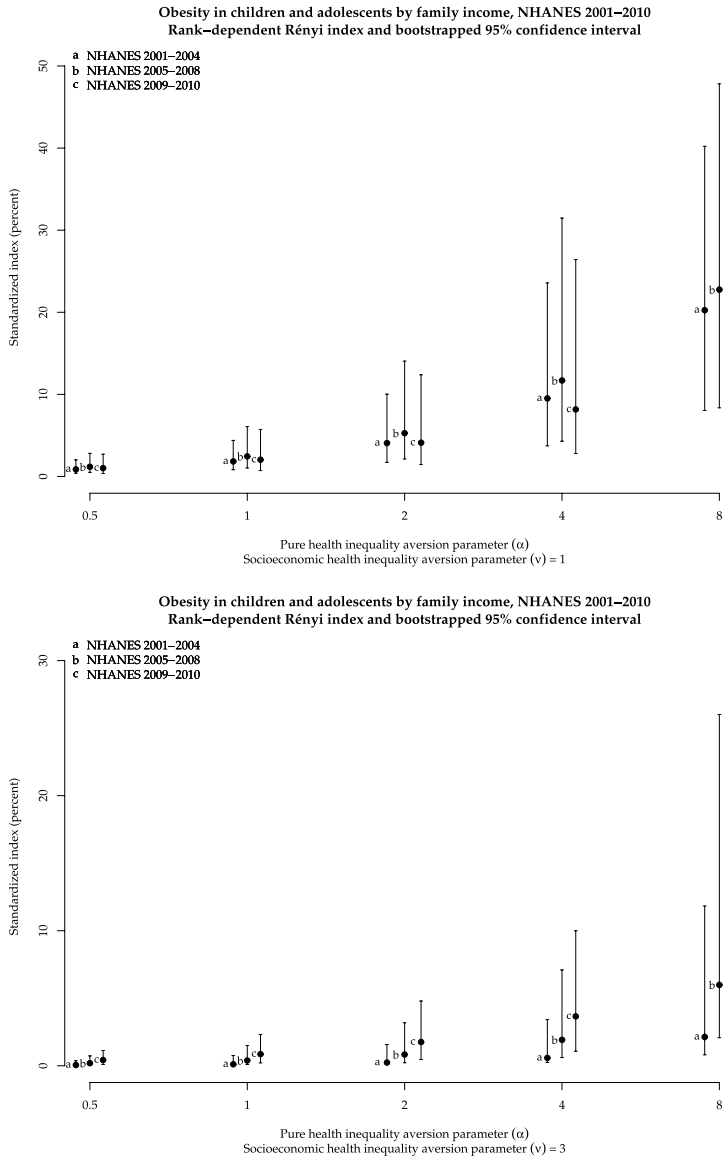 Obesity in children and adolescents by family income, NHANES 2001–2010
Rank−dependent Rényi index and bootstrapped 95% confidence interval
a NHANES 2001–2004
b NHANES 2005–2008
c NHANES 2009–2010
Standardized index (percent)
50
40
30
20
10
0
a b c
a b c
a b c
a b c
a b
0.5 1 2 4 8
Pure health inequality aversion parameter (α)
Socioeconomic health inequality aversion parameter (ν) = 1
Obesity in children and adolescents by family income, NHANES 2001–2010
Rank−dependent Rényi index and bootstrapped 95% confidence interval
a NHANES 2001–2004
b NHANES 2005–2008
c NHANES 2009–2010
Standardized index (percent)
30
20
10
0
a b c
a b c
a b c
a b c
a b
0.5 1 2 4 8
Pure health inequality aversion parameter (α)
Socioeconomic health inequality aversion parameter (ν) = 3